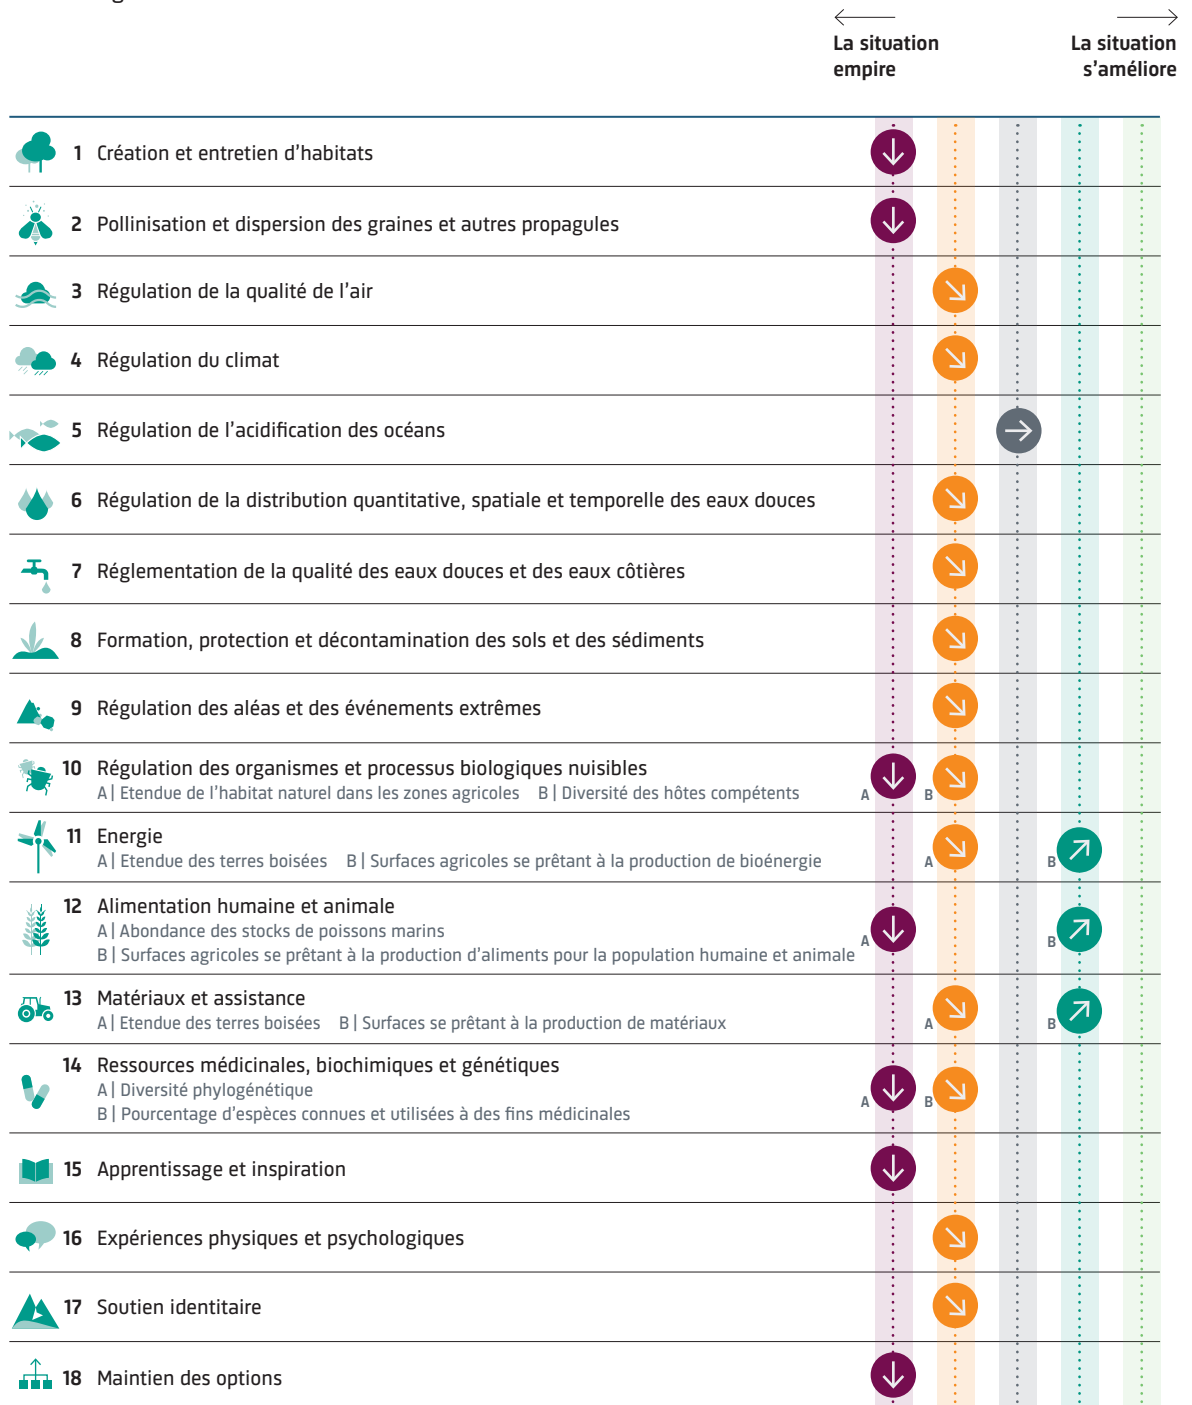 La situation
empire
La situation
s'améliore
1 Création et entretien d'habitats
2 Pollinisation et dispersion des graines et autres propagules
3 Régulation de la qualité de l'air
4 Régulation du climat
5 Régulation de l'acidification des océans
6 Régulation de la distribution quantitative, spatiale et temporelle des eaux douces
7 Réglementation de la qualité des eaux douces et des eaux côtières
8 Formation, protection et décontamination des sols et des sédiments
9 Régulation des aléas et des événements extrêmes
10 Régulation des organismes et processus biologiques nuisibles
A | Etendue de l'habitat naturel dans les zones agricoles B | Diversité des hôtes compétents
A B
11 Energie
A | Etendue des terres boisées B | Surfaces agricoles se prêtant à la production de bioénergie
A B
12 Alimentation humaine et animale
A | Abondance des stocks de poissons marins
B | Surfaces agricoles se prêtant à la production d'aliments pour la population humaine et animale
A B
13 Matériaux et assistance
A | Etendue des terres boisées B | Surfaces se prêtant à la production de matériaux
A B
14 Ressources médicinales, biochimiques et génétiques
A | Diversité phylogénétique
B | Pourcentage d'espèces connues et utilisées à des fins médicinales
A B
15 Apprentissage et inspiration
16 Expériences physiques et psychologiques
17 Soutien identitaire
18 Maintien des options